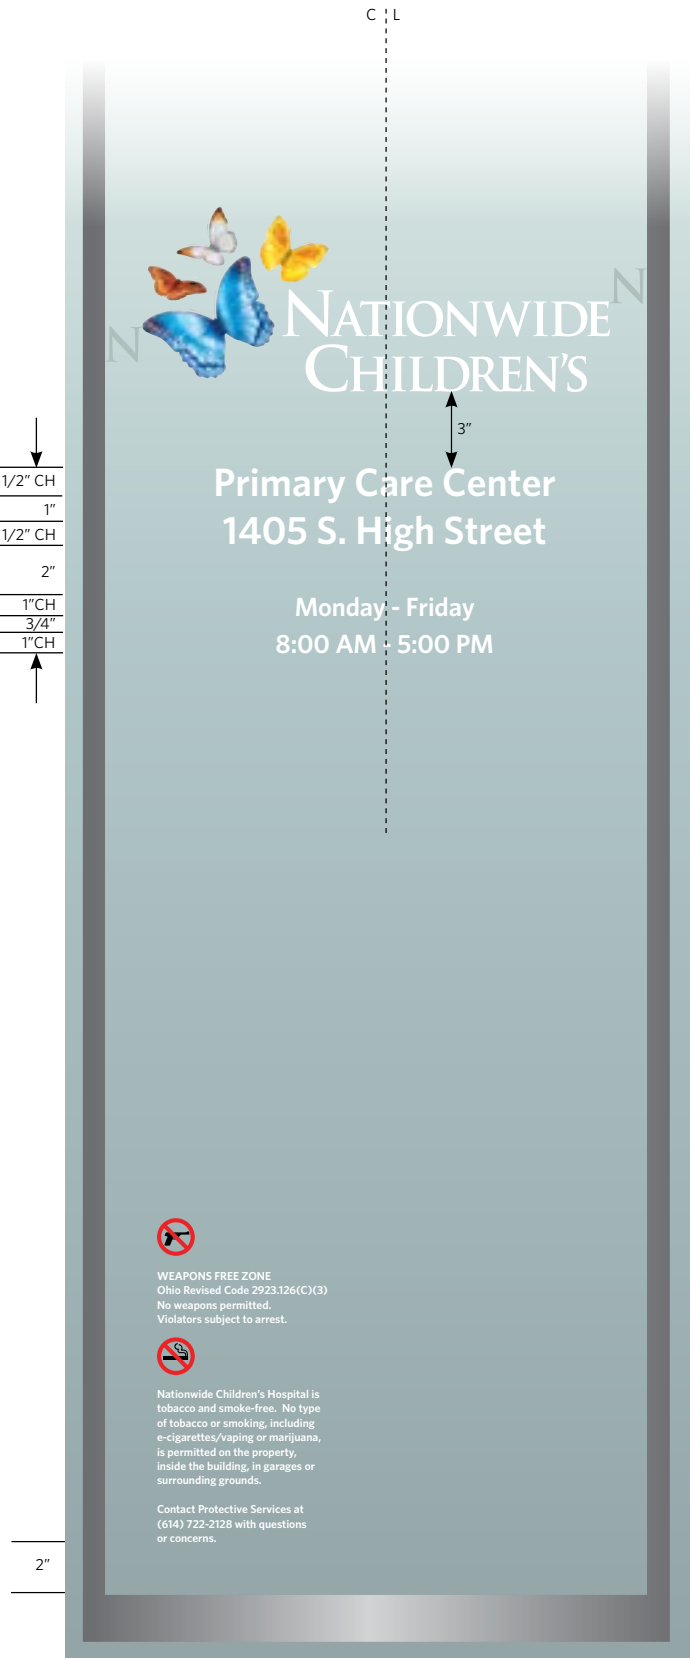 C L
N
NATIONWIDE
N
CHILDREN'S
3"
1/2" CH
Primary Care Center
1"
1/2" CH
1405 S. High Street
2"
1"CH
Monday - Friday
3/4"
1"CH
8:00 AM - 5:00 PM
WEAPONS FREE ZONE
Ohio Revised Code 2923.126(C)(3)
No weapons permitted.
Violators subject to arrest.
Nationwide Children's Hospital is
tobacco and smoke-free. No type
of tobacco or smoking, including
e-cigarettes/vaping or marijuana,
is permitted on the property,
inside the building, in garages or
surrounding grounds.
Contact Protective Services at
(614) 722-2128 with questions
or concerns.
2"